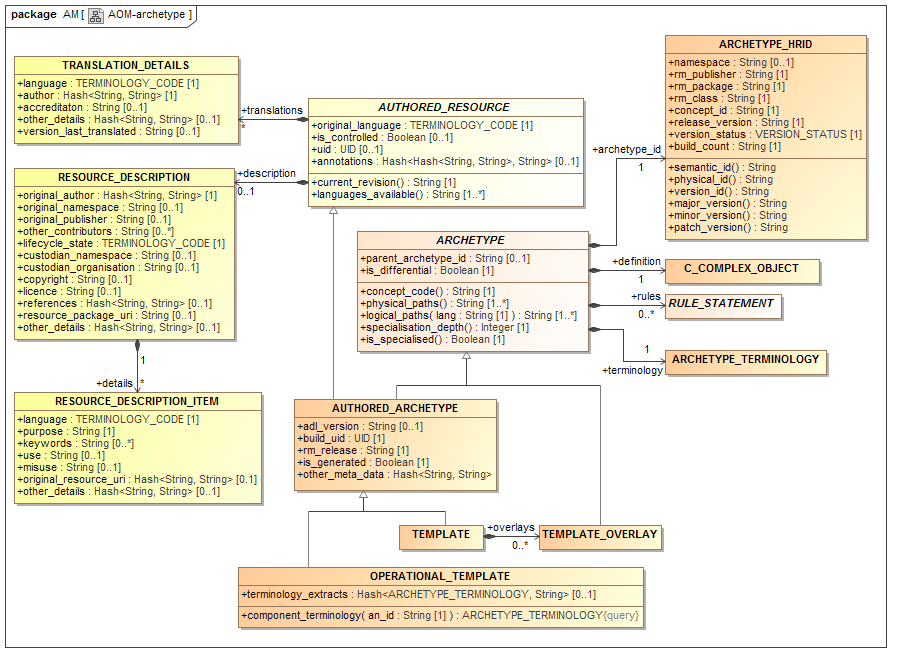 package AM [ AOM-archetype ]
TRANSLATION_DETAILS
+language : TERMINOLOGY_CODE [1]
+author : Hash<String, String> [1]
+accreditaton : String [0..1]
+other_details : Hash<String, String> [0..1]
+version_last_translated : String [0..1]
+translations
*
AUTHORED_RESOURCE
+original_language : TERMINOLOGY_CODE [1]
+is_controlled : Boolean [0..1]
+uid : UID [0..1]
+annotations : Hash<Hash<String, String>, String> [0..1]
+current_revision() : String [1]
+languages_available() : String [1..*]
ARCHETYPE_HRID
+namespace : String [0..1]
+rm_publisher : String [1]
+rm_package : String [1]
+rm_class : String [1]
+concept_id : String [1]
+release_version : String [1]
+version_status : VERSION_STATUS [1]
+build_count : String [1]
+semantic_id() : String
+physical_id() : String
+version_id() : String
+major_version() : String
+minor_version() : String
+patch_version() : String
+archetype_id
1
+description
0..1
RESOURCE_DESCRIPTION
+original_author : Hash<String, String> [1]
+original_namespace : String [0..1]
+original_publisher : String [0..1]
+other_contributors : String [0..*]
+lifecycle_state : TERMINOLOGY_CODE [1]
+custodian_namespace : String [0..1]
+custodian_organisation : String [0..1]
+copyright : String [0..1]
+licence : String [0..1]
+references : Hash<String, String> [0..1]
+resource_package_uri : String [0..1]
+other_details : Hash<String, String> [0..1]
ARCHETYPE
+parent_archetype_id : String [0..1]
+is_differential : Boolean [1]
+concept_code() : String [1]
+physical_paths() : String [1..*]
+logical_paths( lang : String [1] ) : String [1..*]
+specialisation_depth() : Integer [1]
+is_specialised() : Boolean [1]
+definition
1
C_COMPLEX_OBJECT
+rules
0..*
RULE_STATEMENT
1
+terminology
ARCHETYPE_TERMINOLOGY
1
+details
*
RESOURCE_DESCRIPTION_ITEM
+language : TERMINOLOGY_CODE [1]
+purpose : String [1]
+keywords : String [0..*]
+use : String [0..1]
+misuse : String [0..1]
+original_resource_uri : Hash<String, String> [0.1]
+other_details : Hash<String, String> [0..1]
AUTHORED_ARCHETYPE
+adl_version : String [0..1]
+build_uid : UID [1]
+rm_release : String [1]
+is_generated : Boolean [1]
+other_meta_data : Hash<String, String>
TEMPLATE
+overlays
0..*
TEMPLATE_OVERLAY
OPERATIONAL_TEMPLATE
+terminology_extracts : Hash<ARCHETYPE_TERMINOLOGY, String> [0..1]
+component_terminology( an_id : String [1] ) : ARCHETYPE_TERMINOLOGY{query}